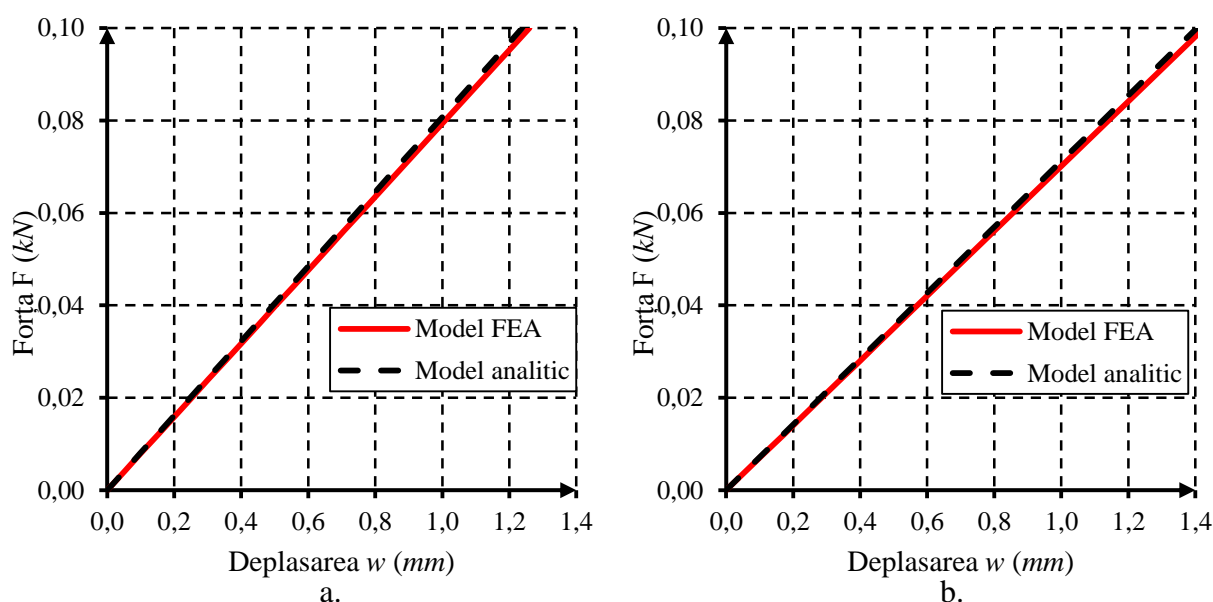 0,10
0,08
0,06
0,04
0,02
0,00
Forța F (kN)
Model FEA
Model analitic
0,0 0,2 0,4 0,6 0,8 1,0 1,2 1,4
Deplasarea w (mm)
a.
0,10
0,08
0,06
0,04
0,02
0,00
Forța F (kN)
Model FEA
Model analitic
0,0 0,2 0,4 0,6 0,8 1,0 1,2 1,4
Deplasarea w (mm)
b.